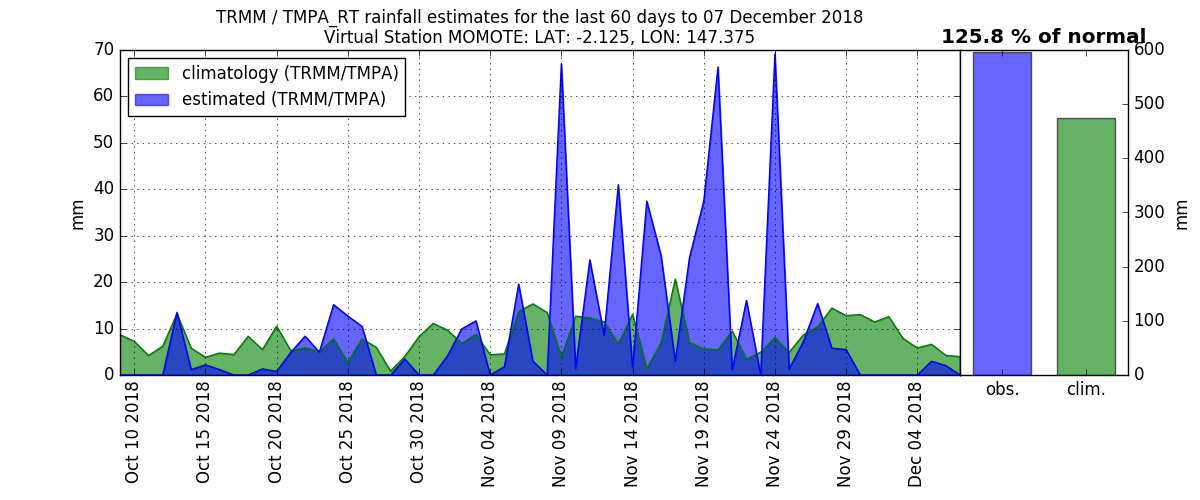 TRMM / TMPA_RT rainfall estimates for the last 60 days to 07 December 2018
Virtual Station MOMOTE: LAT: -2.125, LON: 147.375
125.8 % of normal
climatology (TRMM/TMPA)
estimated (TRMM/TMPA)
70
60
50
40
30
20
10
0
mm
Oct 10 2018
Oct 15 2018
Oct 20 2018
Oct 25 2018
Oct 30 2018
Nov 04 2018
Nov 09 2018
Nov 14 2018
Nov 19 2018
Nov 24 2018
Nov 29 2018
Dec 04 2018
600
500
400
300
200
100
0
mm
obs.
clim.